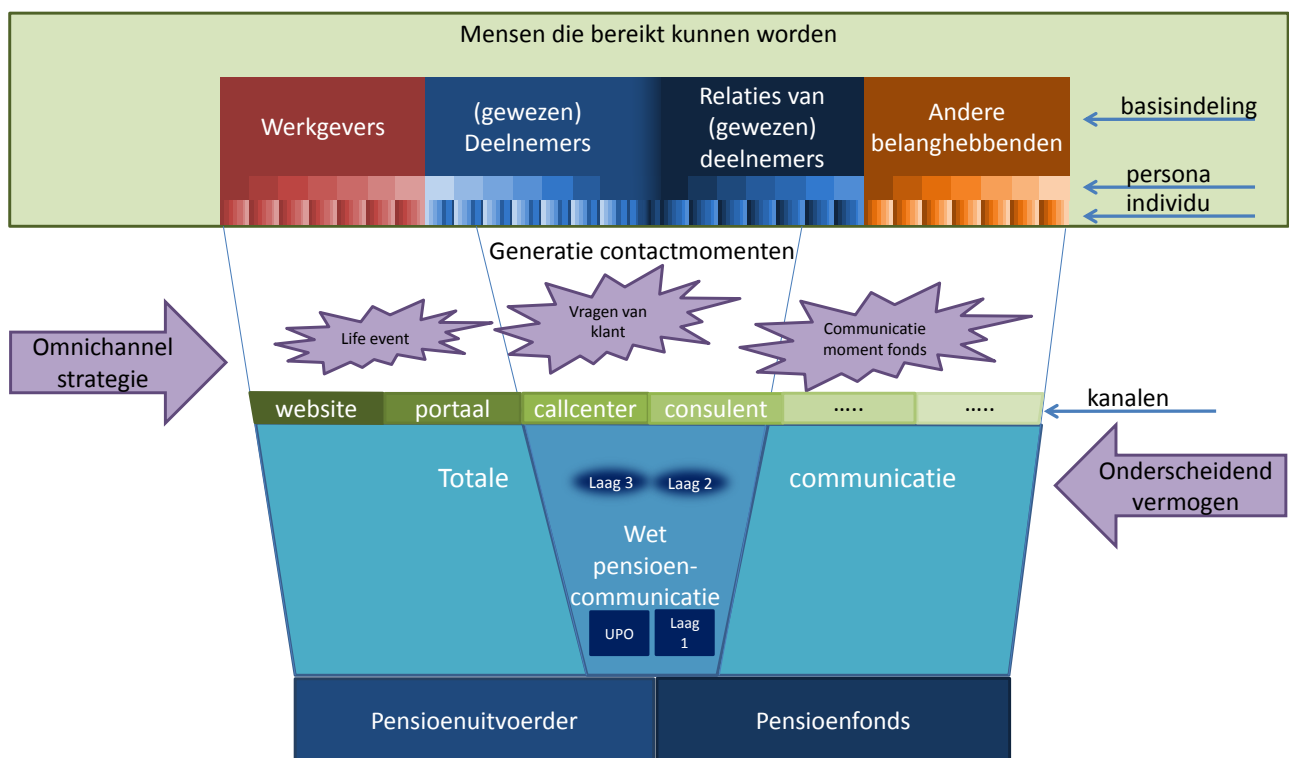 Mensen die bereikt kunnen worden
Werkgevers
(gewezen)
Deelnemers
Relaties van
(gewezen)
deelnemers
Andere
belanghebbenden
basisindeling
persona
individu
Generatie contactmomenten
Omnichannel
strategie
Life event
Vragen van
klant
Communicatie
moment fonds
website
portaal
callcenter
consulent
.....
.....
kanalen
Totale
communicatie
Laag 3
Laag 2
Onderscheidend
vermogen
Wet
pensioen-
communicatie
UPO
Laag
1
Pensioenuitvoerder
Pensioenfonds